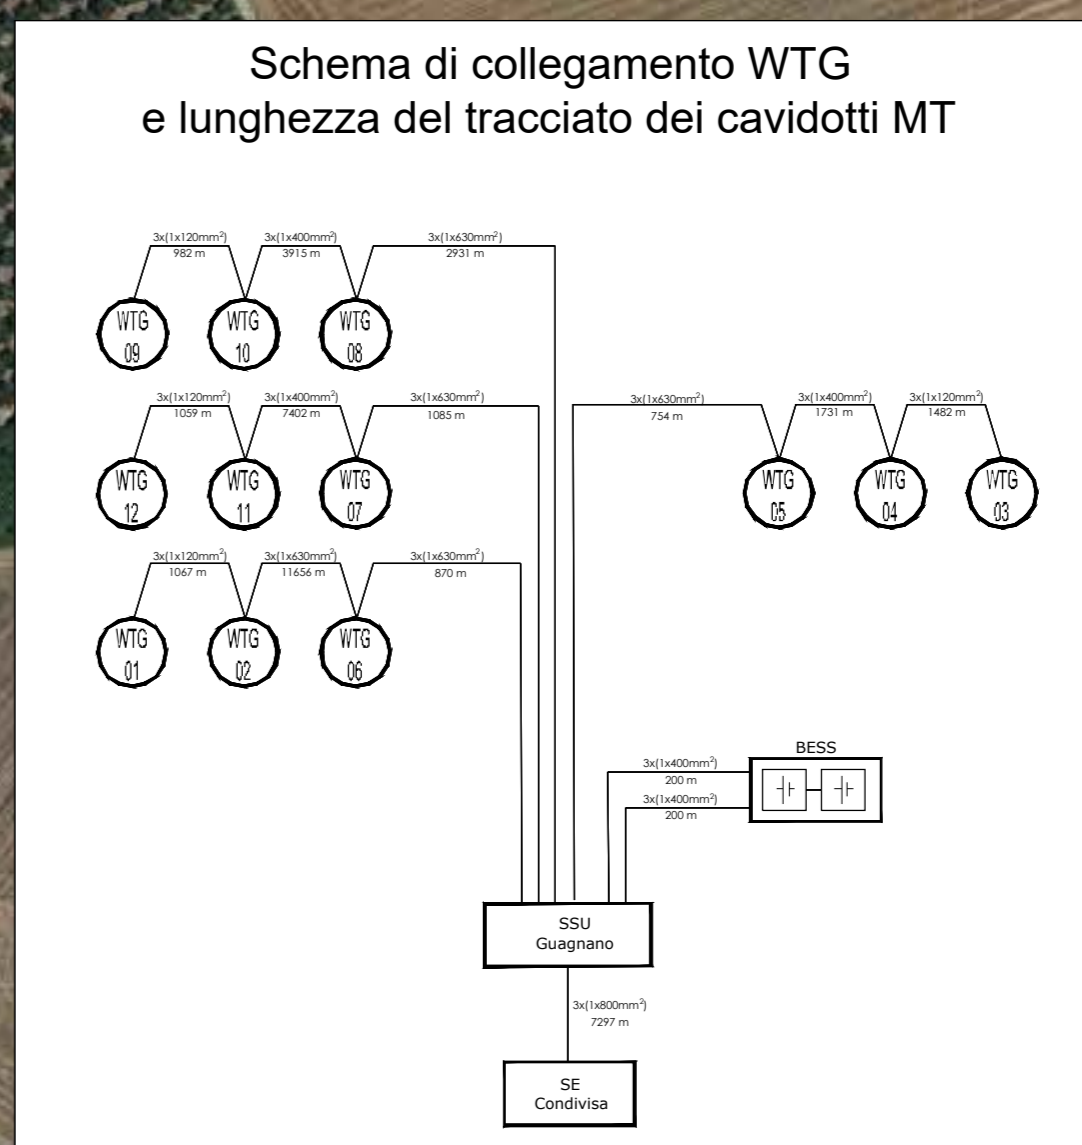 Schema di collegamento WTG
e lunghezza del tracciato dei cavidotti MT
3x(1x120mm²)
982 m
3x(1x400mm²)
3915 m
3x(1x630mm²)
2931 m
WTG
09
WTG
10
WTG
08
3x(1x120mm²)
1059 m
3x(1x400mm²)
7402 m
3x(1x630mm²)
1085 m
WTG
12
WTG
11
WTG
07
3x(1x630mm²)
754 m
3x(1x400mm²)
1731 m
3x(1x120mm²)
1482 m
WTG
05
WTG
04
WTG
03
3x(1x120mm²)
1067 m
3x(1x630mm²)
11656 m
3x(1x630mm²)
870 m
WTG
01
WTG
02
WTG
06
BESS
3x(1x400mm²)
200 m
3x(1x400mm²)
200 m
SSU
Guagnano
3x(1x800mm²)
7297 m
SE
Condivisa